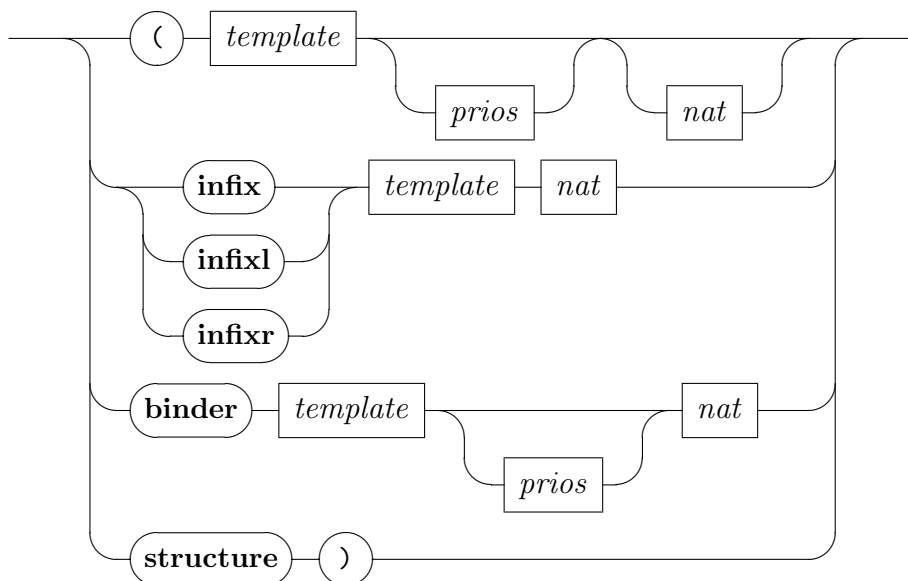 ( template
prios nat
infix template nat
infixl
infixr
binder template nat
prios
structure )